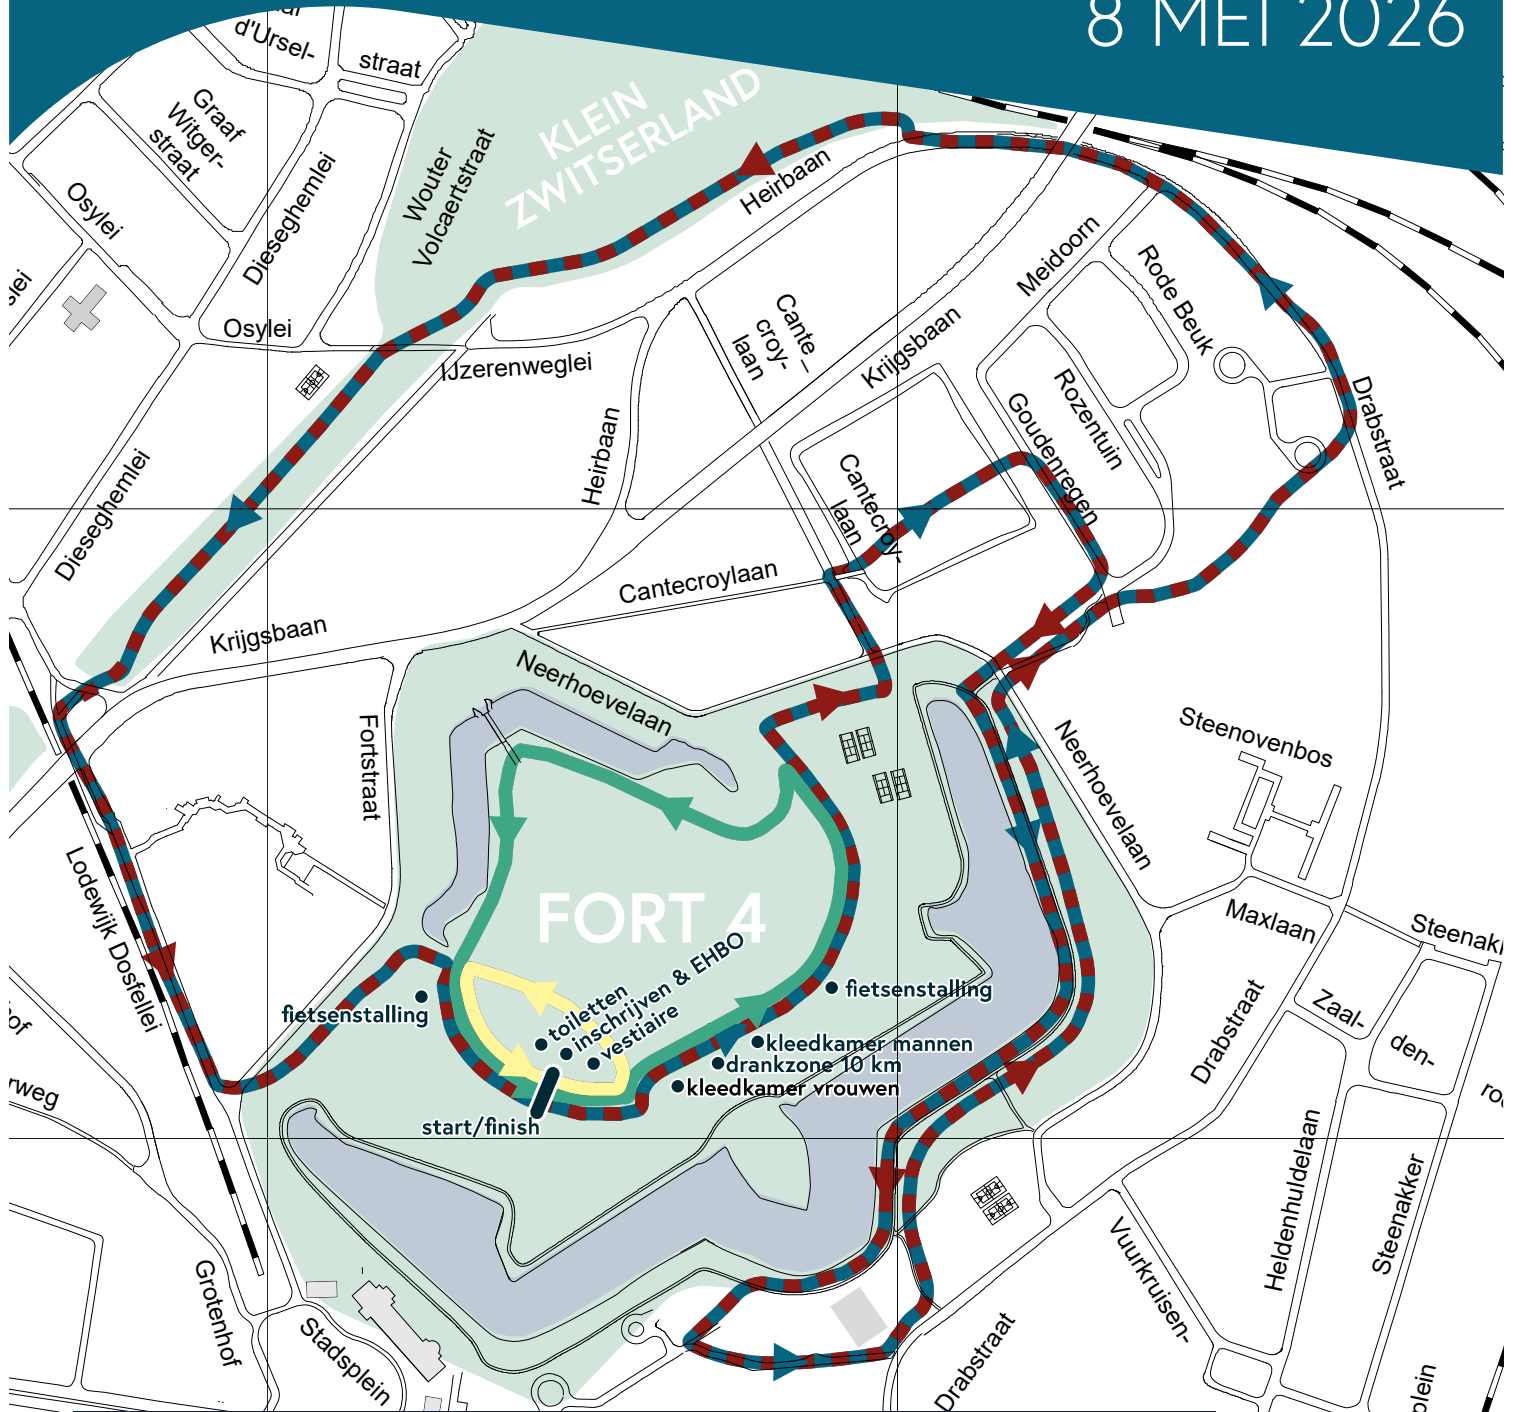 8 MEI 2026
d'Ursel-
straat
KLEIN
ZWITSERLAND
Graaf
Witger-
straat
Wouter
Volcaertstraat
Heirbaan
Osylei
Dieseghemlei
Meidoorn
Rode Beuk
slei
Osylei
Cante –
croy-
laan
Krijgsbaan
IJzerenweglei
Rozentuin
Drabstraat
Goudenregen
Heirbaan
Cantecroy-
laan
Dieseghemlei
Cantecroylaan
Krijgsbaan
Neerhoevelaan
Fortstraat
Steenovenbos
Neerhoevelaan
Lodewijk Dosfellei
FORT 4
Maxlaan
fietsenstalling
toiletten
inschrijven & EHBO
vestiaire
fietsenstalling
Zaal-
den-
Drabstraat
kleedkamer mannen
drankzone 10 km
kleedkamer vrouwen
start/finish
Heldenhuldelaan
Steenakker
Vuurkruisen-
Grotenhof
Stadsplein
Drabstraat